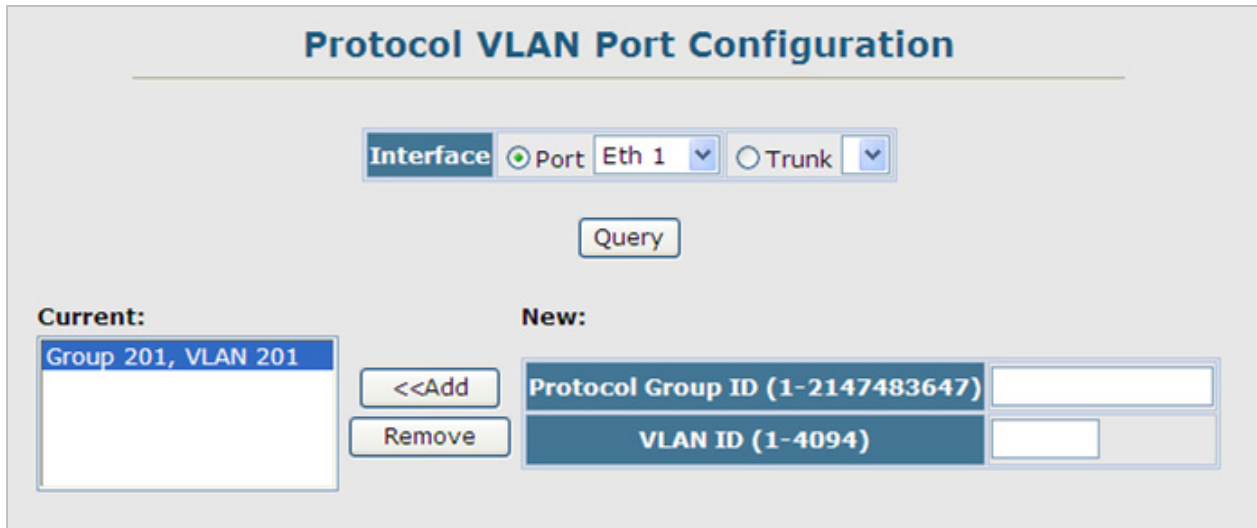 Protocol VLAN Port Configuration
Interface Port Eth 1 Trunk
Query
Current:
New:
Group 201, VLAN 201
<<Add
Remove
Protocol Group ID (1-2147483647)
VLAN ID (1-4094)